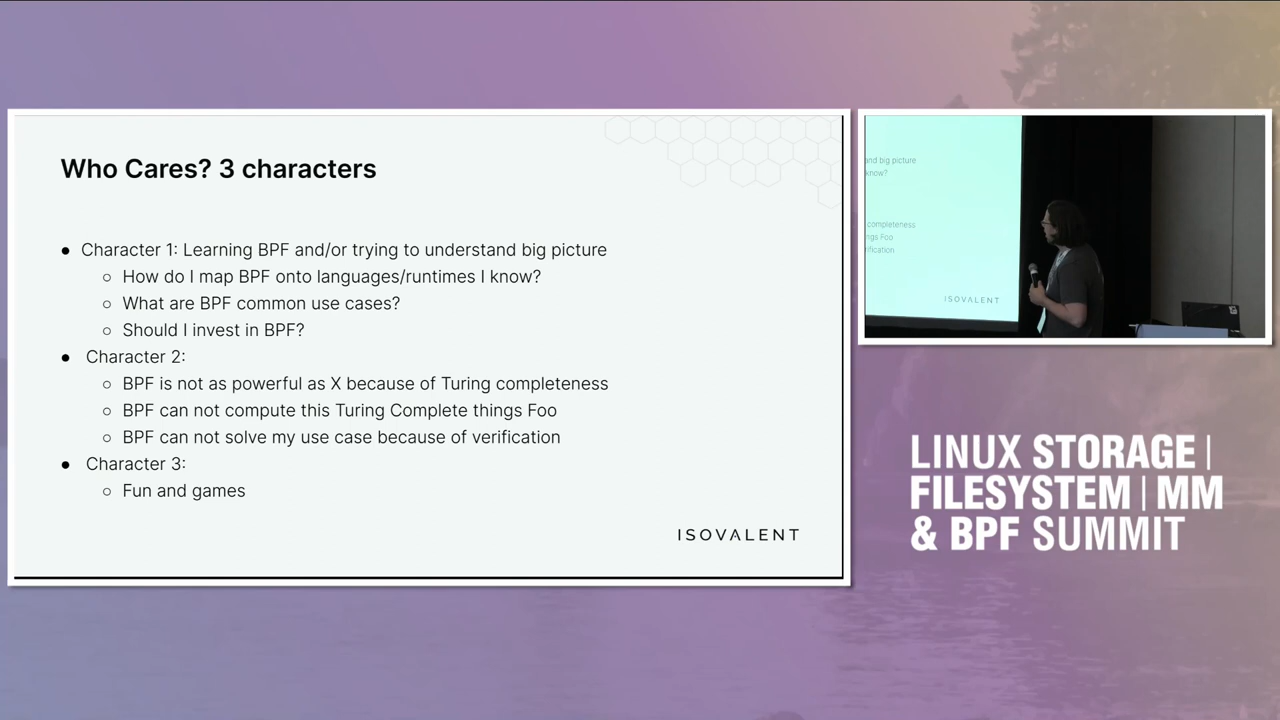 Who Cares? 3 characters
● Character 1: Learning BPF and/or trying to understand big picture
○ How do I map BPF onto languages/runtimes I know?
○ What are BPF common use cases?
○ Should I invest in BPF?
● Character 2:
○ BPF is not as powerful as X because of Turing completeness
○ BPF can not compute this Turing Complete things Foo
○ BPF can not solve my use case because of verification
● Character 3:
○ Fun and games
ISOVALENT
and big picture
know?
completeness
ngs Foo
ification
ISOVALENT
LINUX STORAGE |
FILESYSTEM | MM
& BPF SUMMIT